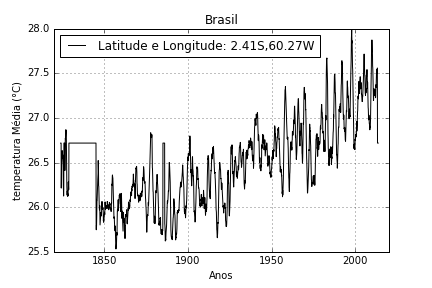 Brasil
Latitude e Longitude: 2.41S,60.27W
temperatura Média (°C)
28.0
27.5
27.0
26.5
26.0
25.5
1850
1900
1950
2000
Anos